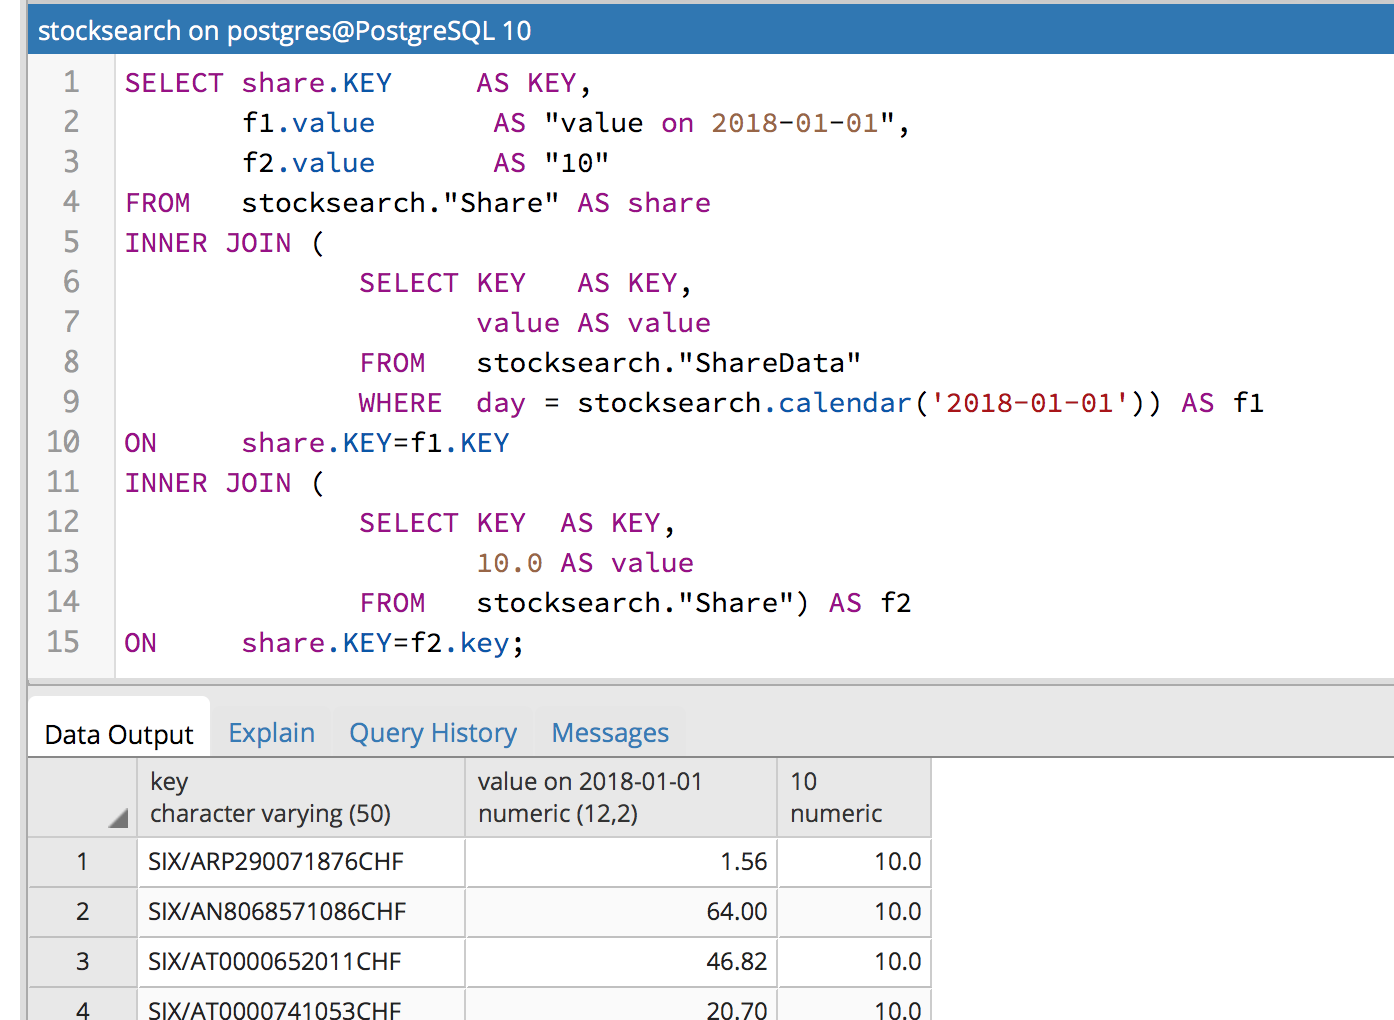 stocksearch on postgres@PostgreSQL 10
1 SELECT share.KEY AS KEY,
2 f1.value AS "value on 2018-01-01",
3 f2.value AS "10"
4 FROM stocksearch."Share" AS share
5 INNER JOIN (
6 SELECT KEY AS KEY,
7 value AS value
8 FROM stocksearch."ShareData"
9 WHERE day = stocksearch.calendar('2018-01-01')) AS f1
10 ON share.KEY=f1.KEY
11 INNER JOIN (
12 SELECT KEY AS KEY,
13 10.0 AS value
14 FROM stocksearch."Share") AS f2
15 ON share.KEY=f2.key;
Data Output Explain Query History Messages
key value on 2018-01-01 10
character varying (50) numeric (12,2) numeric
1 SIX/ARP290071876CHF 1.56 10.0
2 SIX/AN8068571086CHF 64.00 10.0
3 SIX/AT0000652011CHF 46.82 10.0
4 SIX/AT0000741053CHF 20.70 10.0